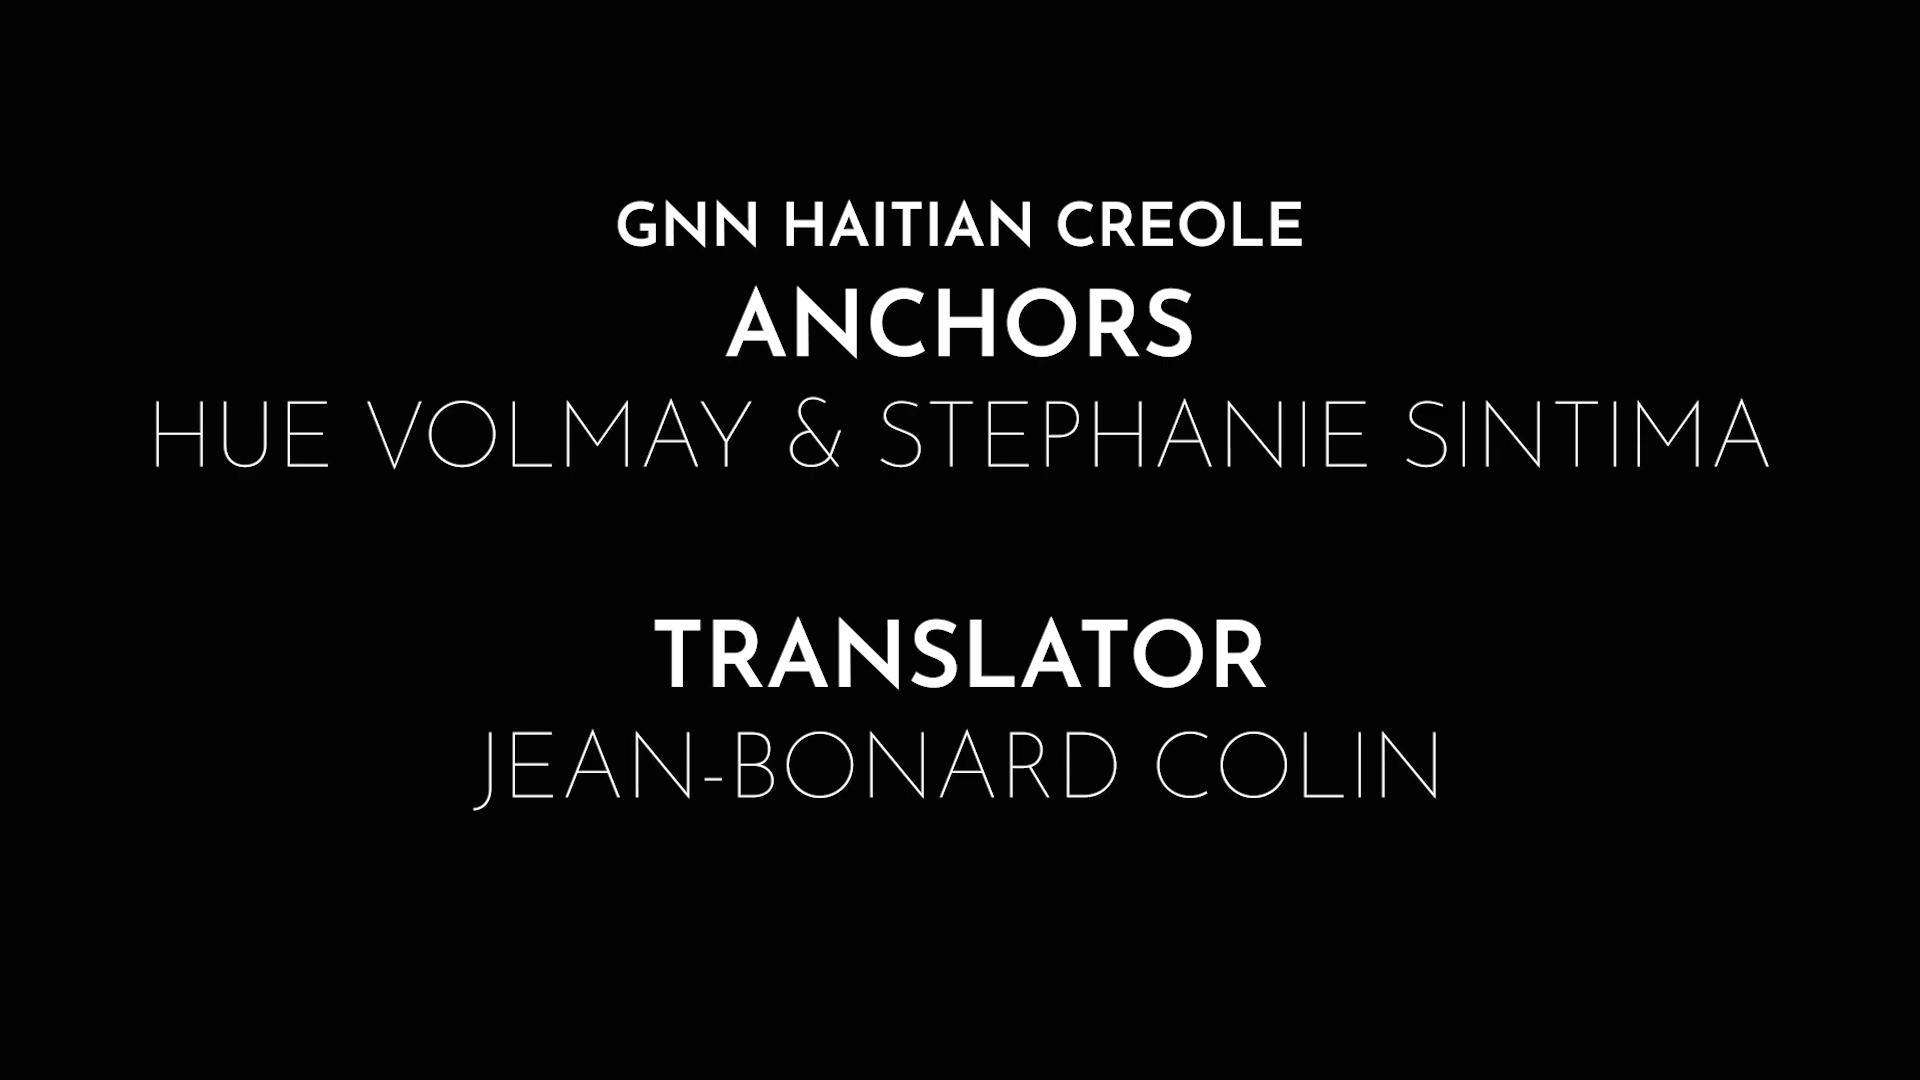 GNN HAITIAN CREOLE
ANCHORS
HUE VOLMAY & STEPHANIE SINTIMA
TRANSLATOR
JEAN-BONARD COLIN